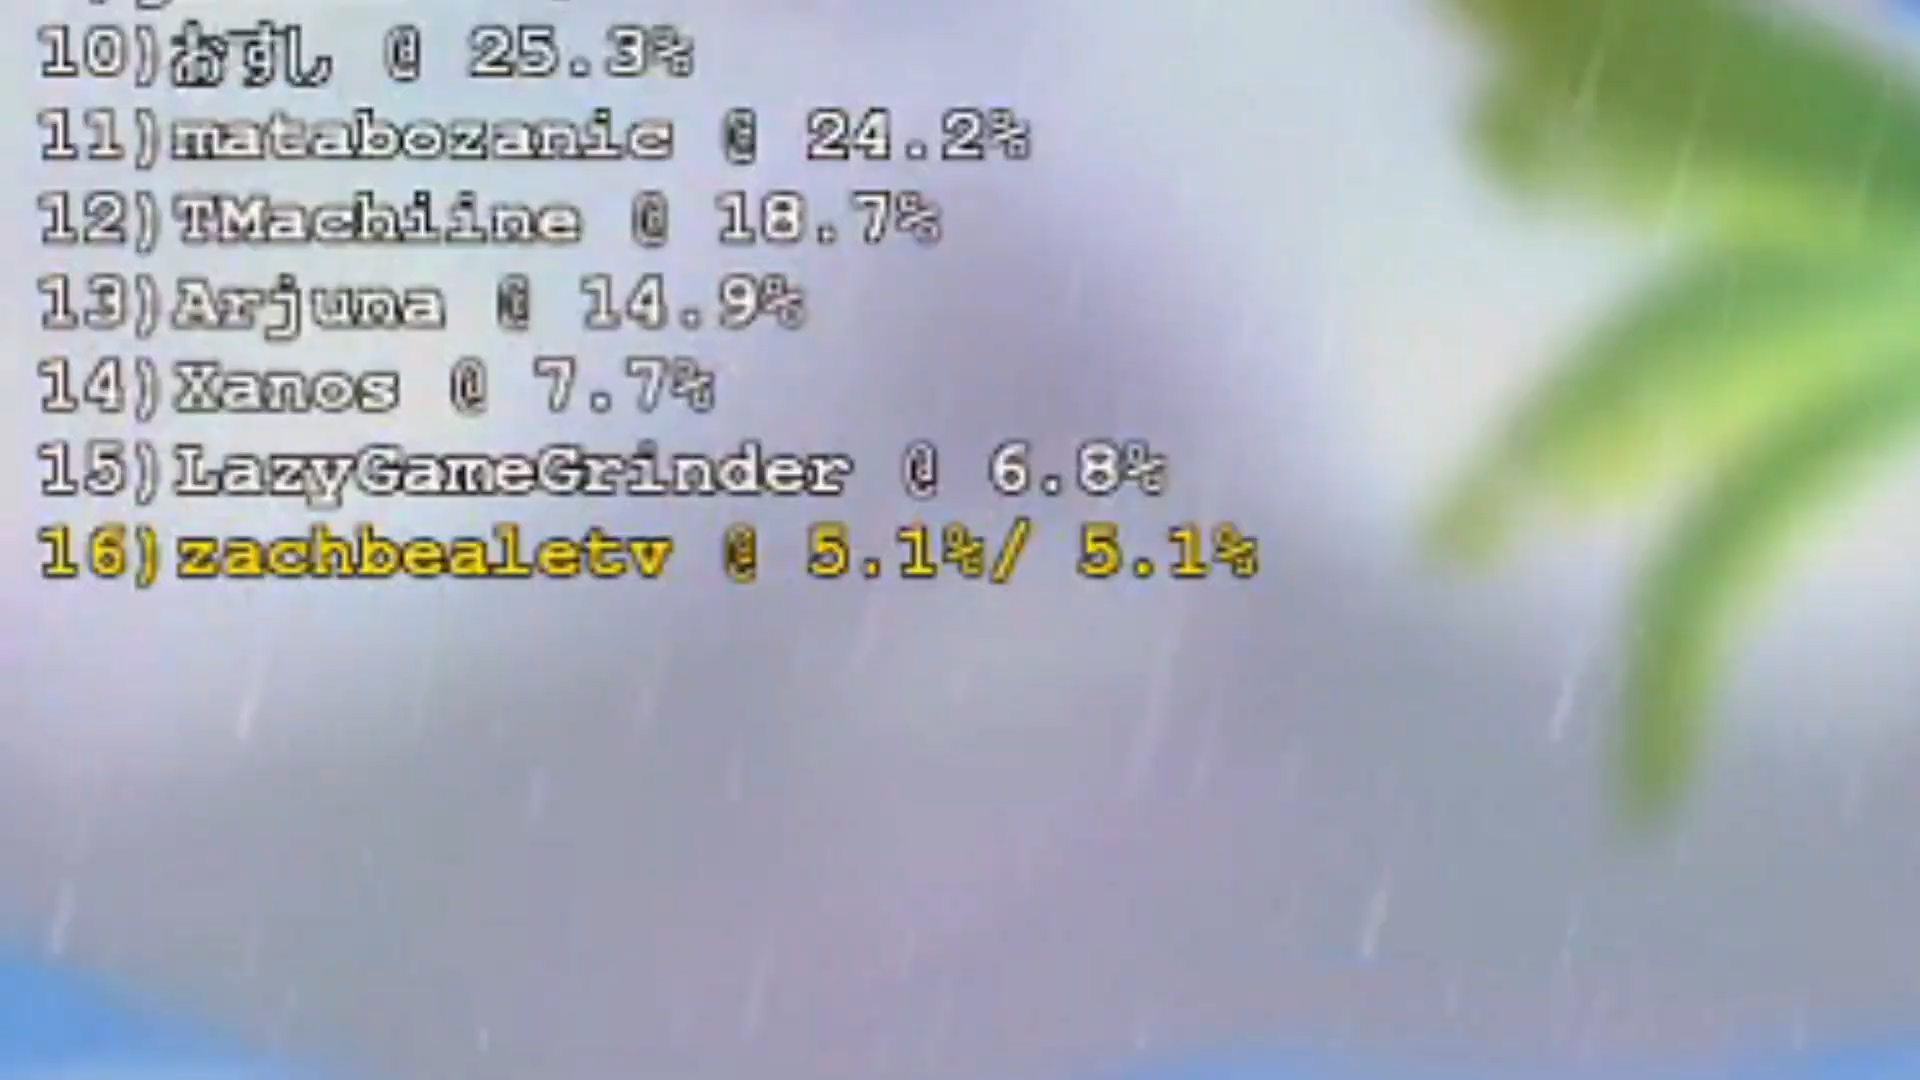 10)おすし @ 25.3%
11)matabozanic @ 24.2%
12)TMachiine @ 18.7%
13)Arjuna @ 14.9%
14)Xanos @ 7.7%
15)LazyGameGrinder @ 6.8%
16)zachbealetv @ 5.1%/ 5.1%